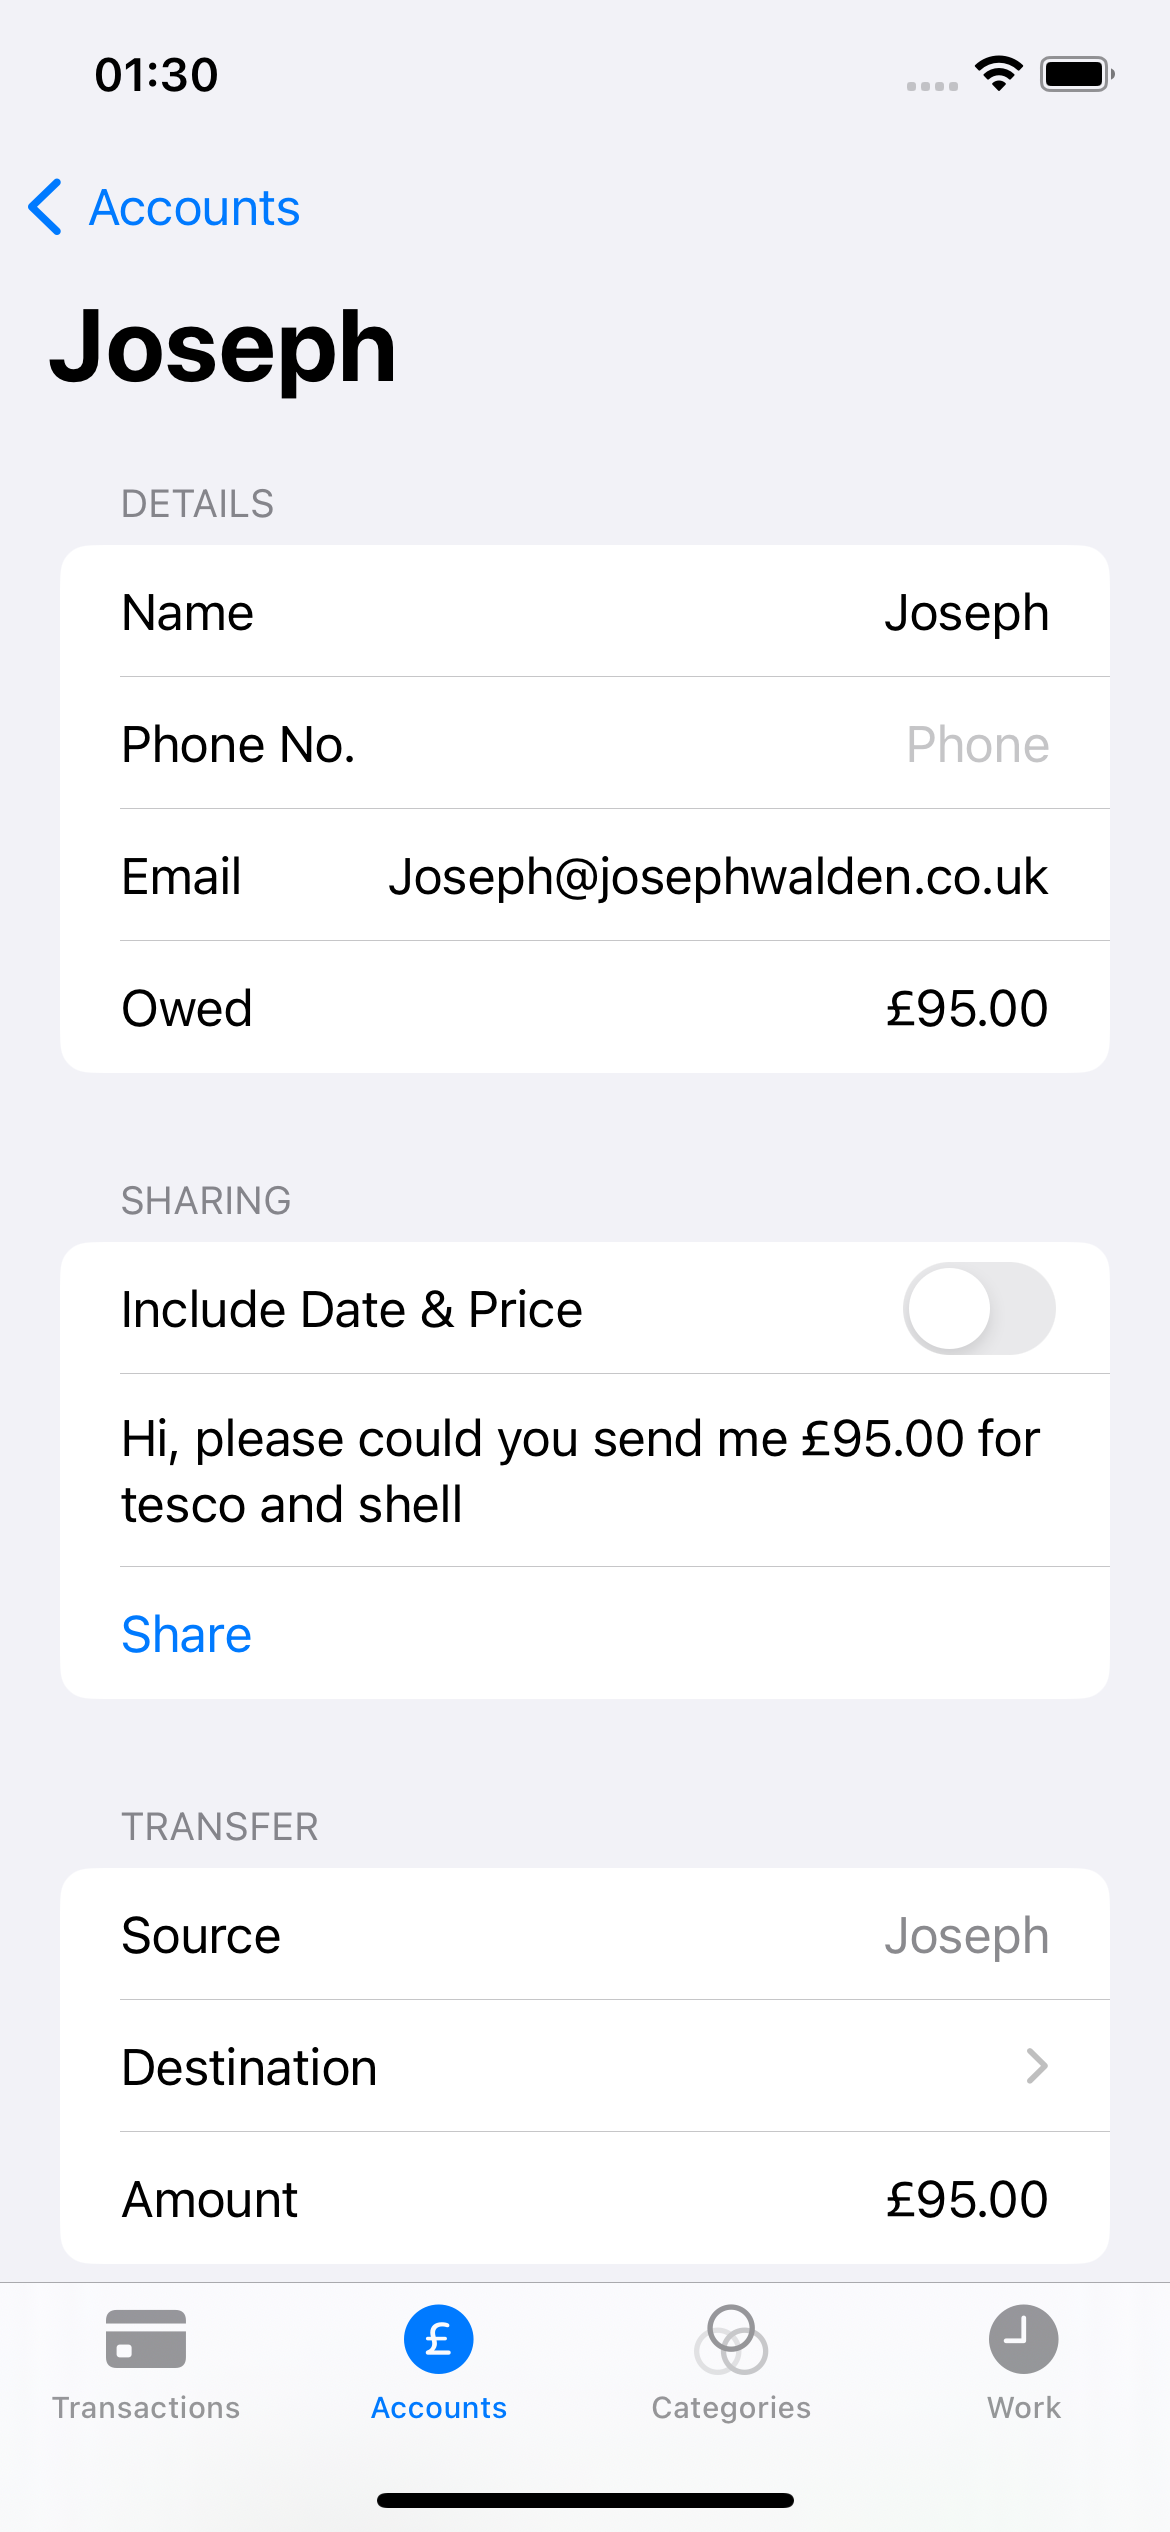 01:30
Accounts
Joseph
DETAILS
Name Joseph
Phone No. Phone
Email Joseph@josephwalden.co.uk
Owed £95.00
SHARING
Include Date & Price
Hi, please could you send me £95.00 for
tesco and shell
Share
TRANSFER
Source Joseph
Destination
Amount £95.00
£
Transactions Accounts Categories Work